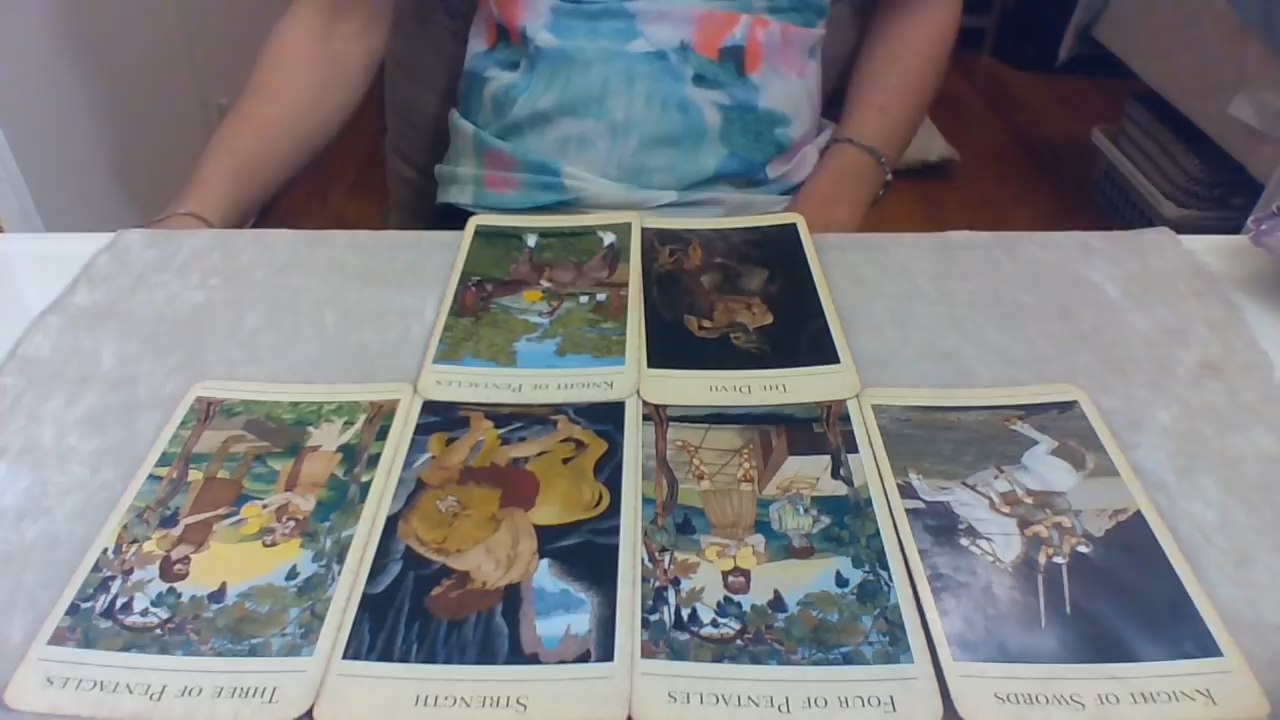 KNIGHT OF PENTACLES
THE DEVIL
THREE OF PENTACLES
STRENGTH
FOUR OF PENTACLES
KNIGHT OF SWORDS